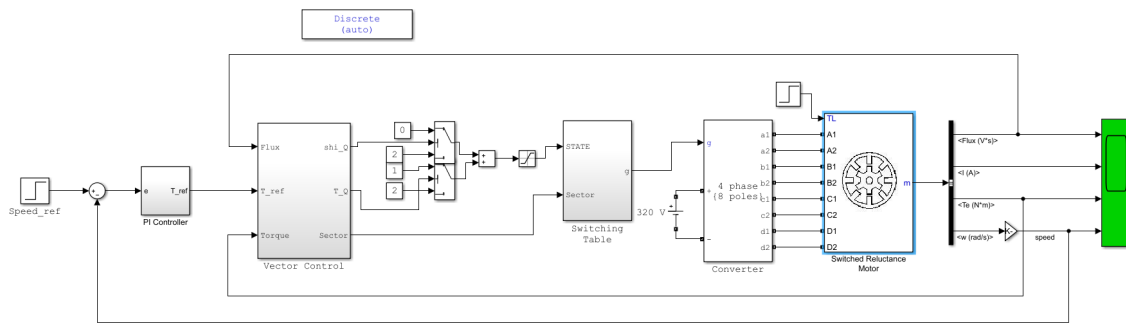 Discrete
(auto)
Speed_ref
+
-
e
T_ref
PI Controller
Flux
T_ref
Torque
shi_Q
T_Q
Sector
Vector Control
0
2
1
2
+
+
STATE
Sector
g
Switching
Table
320 V
+
g
+
-
4 phase
(8 poles)
a1
a2
b1
b2
c1
c2
d1
d2
Converter
TL
A1
A2
B1
B2
C1
C2
D1
D2
m
Switched Reluctance
Motor
<Flux (V*s)>
<I (A)>
<Te (N*m)>
<w (rad/s)>
K-
speed